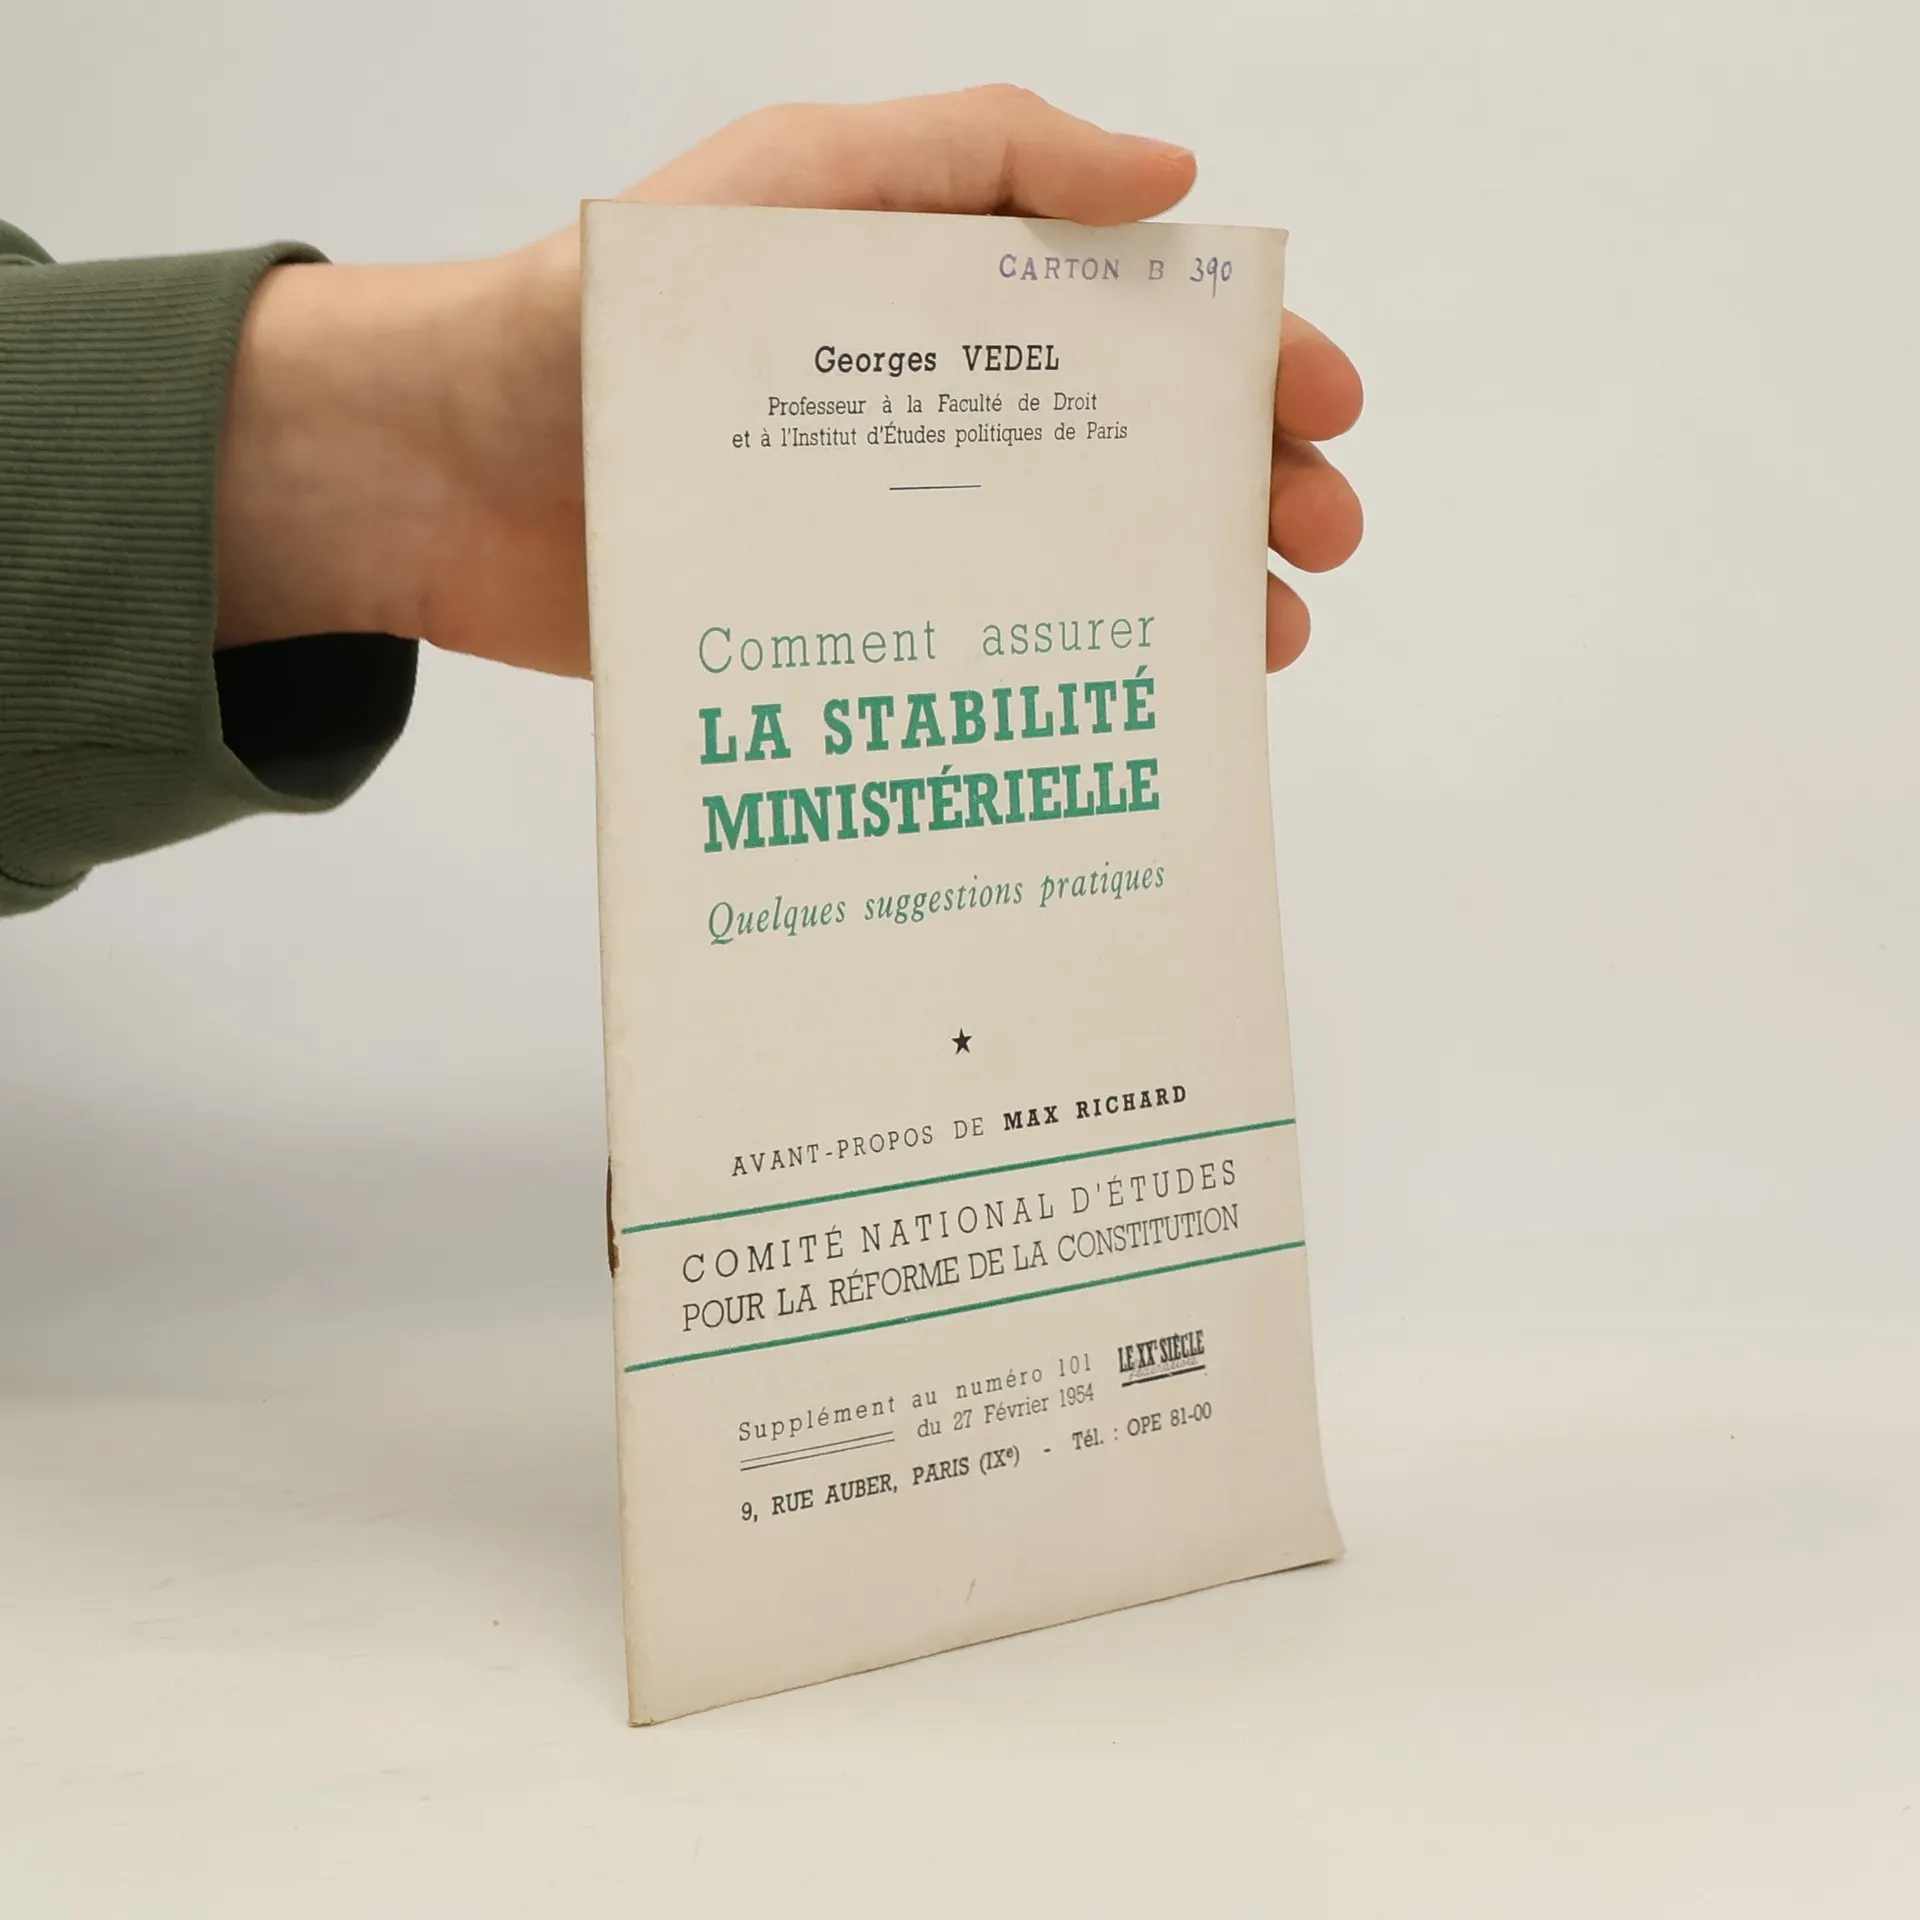 CARTON B 390
Georges VEDEL
Professeur à la Faculté de Droit
et à l'Institut d'Études politiques de Paris
Comment assurer
LA STABILITÉ
MINISTÉRIELLE
Quelques suggestions pratiques
AVANT-PROPOS DE MAX RICHARD
COMITÉ NATIONAL D'ÉTUDES
POUR LA RÉFORME DE LA CONSTITUTION
Supplément au numéro 101
du 27 Février 1954
LE XXe SIÈCLE
fédéraliste
9, RUE AUBER, PARIS (IXe) - Tél. : OPE 81-00